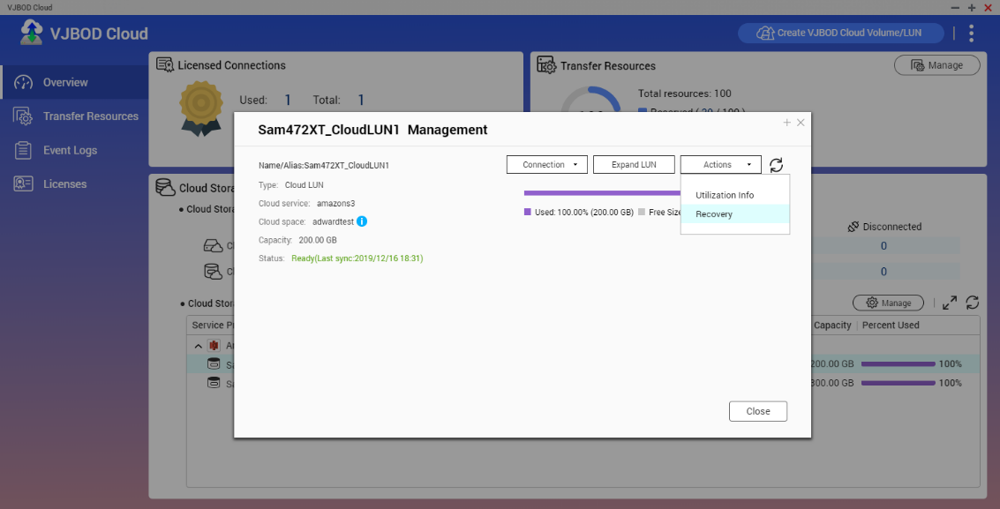 VJBOD Cloud
VJBOD Cloud
Create VJBOD Cloud Volume/LUN
Overview
Transfer Resources
Event Logs
Licenses
Licensed Connections
Used: 1 Total: 1
Transfer Resources
Manage
Total resources: 100
Sam472XT_CloudLUN1 Management
Name/Alias:Sam472XT_CloudLUN1
Connection
Expand LUN
Actions
Type: Cloud LUN
Cloud service: amazons3
Cloud space: adwardtest
Capacity: 200.00 GB
Status: Ready(Last sync:2019/12/16 18:31)
Used: 100.00% (200.00 GB) Free Size
Utilization Info
Recovery
Close
Cloud
Cloud
Disconnected
0
0
Cloud
Manage
Service
Capacity Percent Used
200.00 GB 100%
300.00 GB 100%